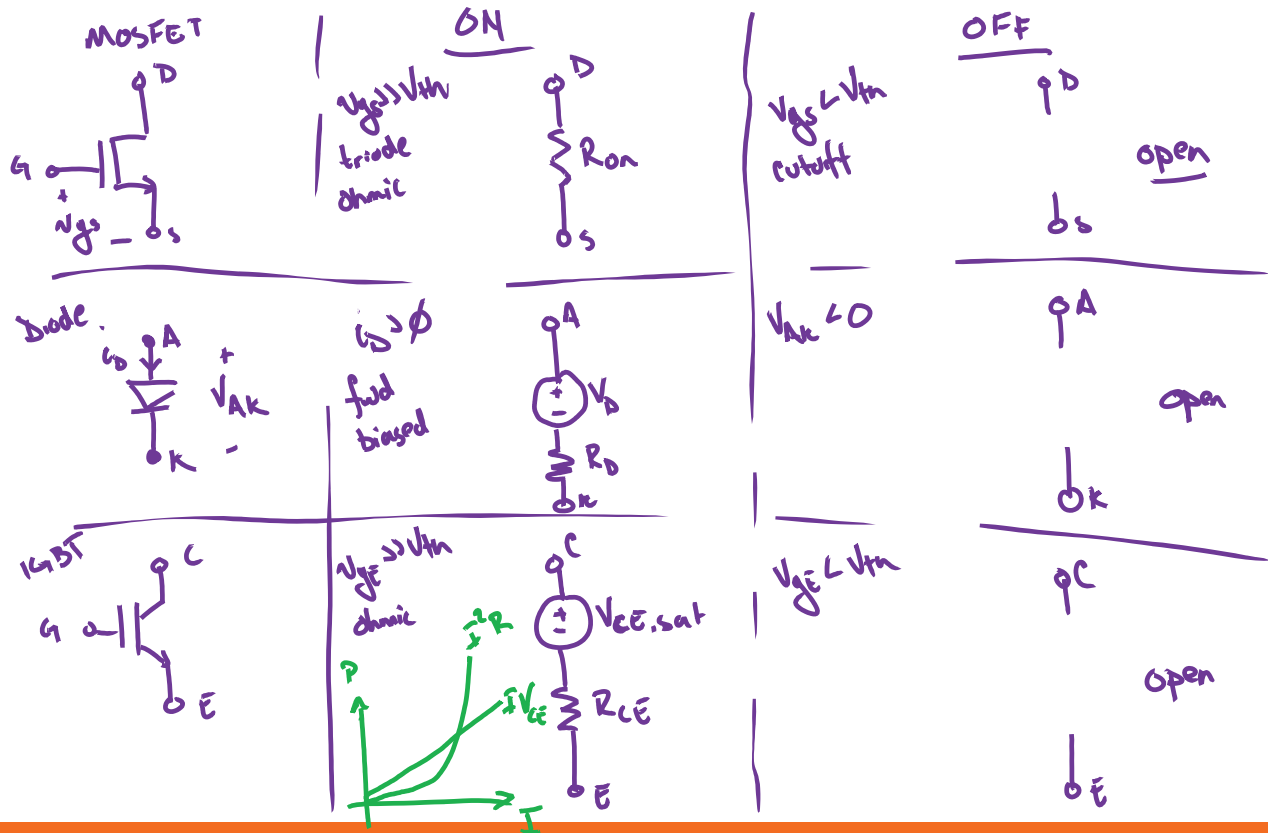 MOSFET
ON
OFF
D
G
+
Vgs
-
S
Vgs>>Vth
triode
ohmic
D
Ron
S
Vgs<Vth
cutoff
D
open
S
Diode
iD
A
+
VAK
-
K
iD>Ø
fwd
biased
A
+
-
VD
RD
K
VAK<0
A
open
K
IGBT
C
G
E
VgE>>Vth
ohmic
C
+
-
VCE,sat
RCE
E
P
I²R
IVCE
I
VgE<Vth
C
open
E